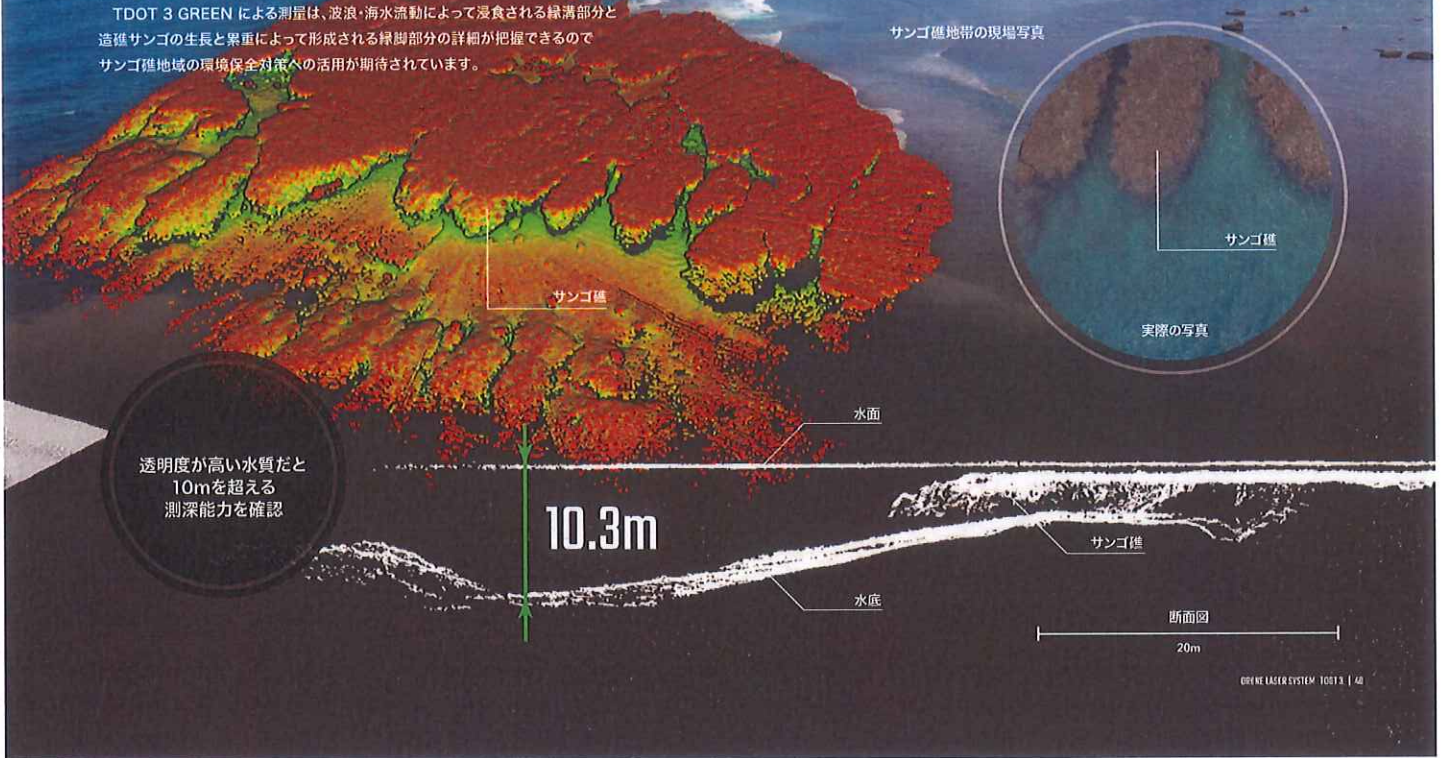 TDOT 3 GREEN による測量は、波浪・海水流動によって浸食される縁溝部分と
造礁サンゴの生長と累重によって形成される縁脚部分の詳細が把握できるので
サンゴ礁地域の環境保全対策への活用が期待されています。
サンゴ礁地帯の現場写真
サンゴ礁
実際の写真
サンゴ礁
水面
透明度が高い水質だと
10mを超える
測深能力を確認
10.3m
サンゴ礁
水底
断面図
20m
LASER SYSTEM